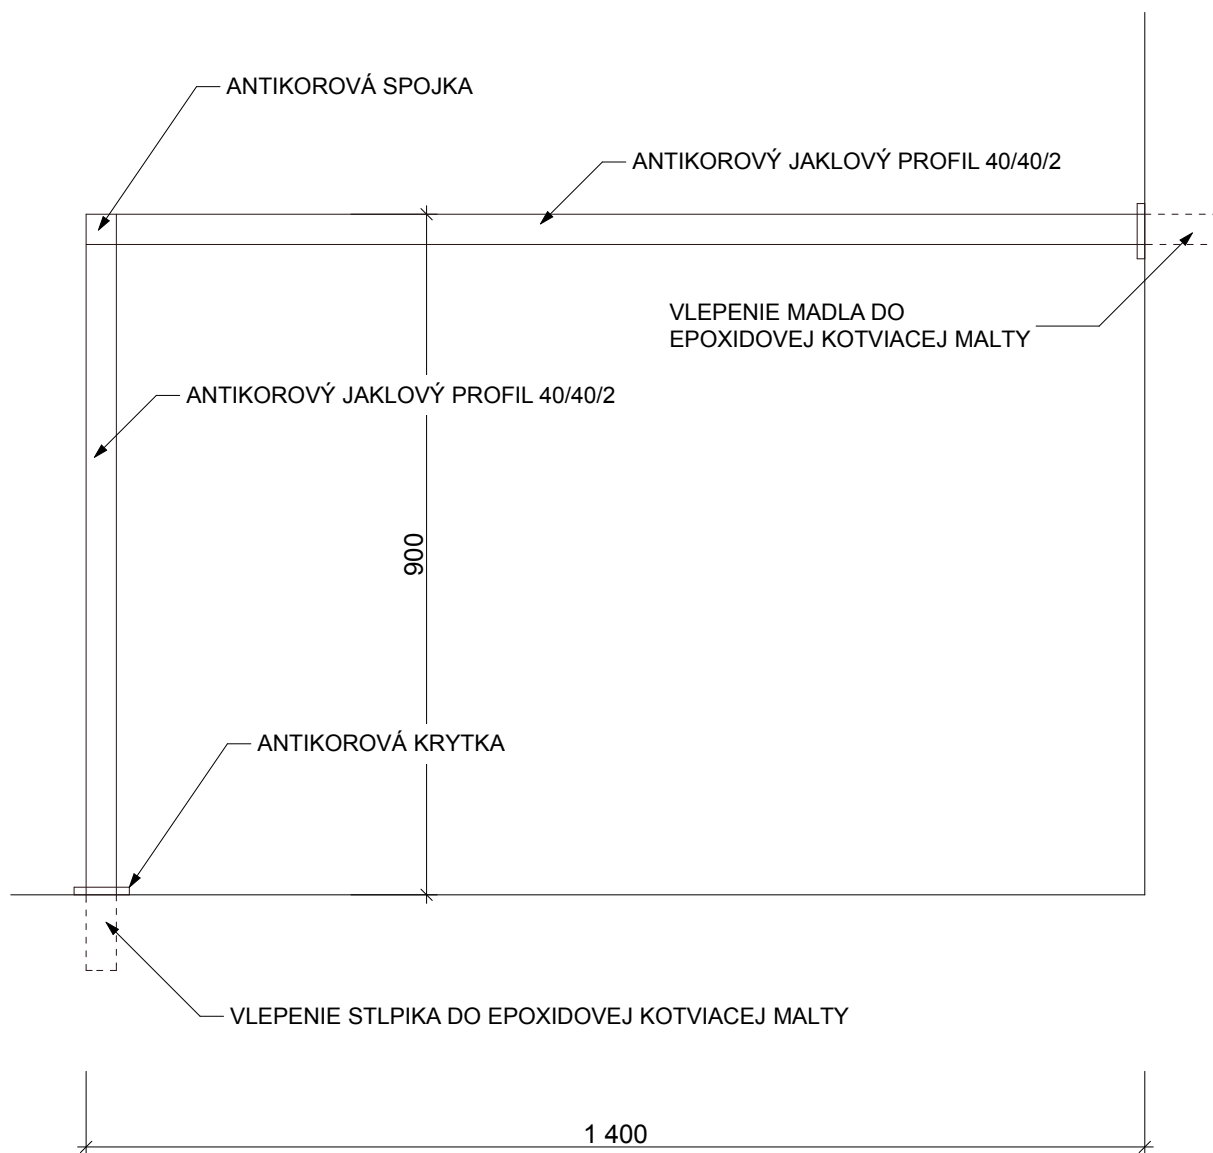 ANTIKOROVÁ SPOJKA
ANTIKOROVÝ JAKLOVÝ PROFIL 40/40/2
VLEPENIE MADLA DO
EPOXIDOVEJ KOTVIACEJ MALTY
ANTIKOROVÝ JAKLOVÝ PROFIL 40/40/2
900
ANTIKOROVÁ KRYTKA
VLEPENIE STLPIKA DO EPOXIDOVEJ KOTVIACEJ MALTY
1 400